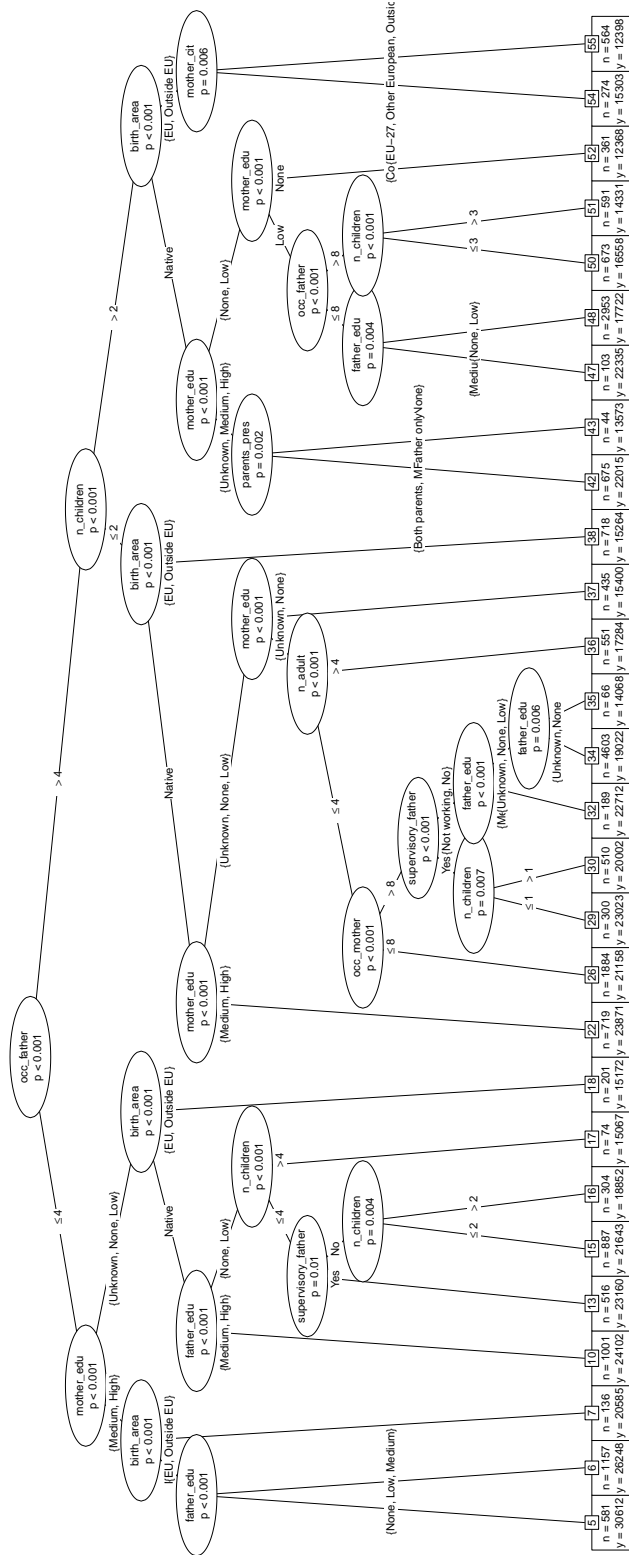 occ_father
p < 0.001
≤ 4
> 4
mother_edu
p < 0.001
n_children
p < 0.001
{Medium, High}
{Unknown, None, Low}
≤ 2
> 2
birth_area
p < 0.001
birth_area
p < 0.001
birth_area
p < 0.001
birth_area
p < 0.001
{EU, Outside EU}
Native
{EU, Outside EU}
Native
{EU, Outside EU}
Native
{EU, Outside EU}
father_edu
p < 0.001
father_edu
p < 0.001
mother_edu
p < 0.001
mother_edu
p < 0.001
mother_cit
p = 0.006
{None, Low, Medium}
{Medium, High}
{None, Low}
{Medium, High}
{Unknown, None, Low}
{Unknown, Medium, High}
{None, Low}
{EU−27, Other European, Outsid
n_children
p < 0.001
mother_edu
p < 0.001
parents_pres
p = 0.002
mother_edu
p < 0.001
≤ 4
> 4
{Unknown, None}
{Both parents, M
Father only
None}
Low
None
supervisory_father
p = 0.01
n_adult
p < 0.001
occ_father
p < 0.001
Yes
No
≤ 4
> 4
≤ 8
> 8
n_children
p = 0.004
occ_mother
p < 0.001
father_edu
p = 0.004
n_children
p < 0.001
≤ 2
> 2
≤ 8
> 8
{Mediu
{None, Low}
≤ 3
> 3
supervisory_father
p < 0.001
Yes
{Not working, No}
n_children
p = 0.007
father_edu
p < 0.001
≤ 1
> 1
{Unknown, None, Low}
father_edu
p = 0.006
{Unknown,
None
5
n = 581
y = 30612
6
n = 1157
y = 26248
7
n = 136
y = 20585
10
n = 1001
y = 24102
13
n = 516
y = 23160
15
n = 887
y = 21643
16
n = 304
y = 18852
17
n = 74
y = 15067
18
n = 201
y = 15172
22
n = 719
y = 23871
26
n = 1884
y = 21158
29
n = 300
y = 23023
30
n = 510
y = 20002
32
n = 189
y = 22712
34
n = 4603
y = 19022
35
n = 66
y = 14068
36
n = 551
y = 17284
37
n = 435
y = 15400
38
n = 718
y = 15264
42
n = 675
y = 22015
43
n = 44
y = 13573
47
n = 103
y = 22335
48
n = 2953
y = 17722
50
n = 673
y = 16558
51
n = 591
y = 14331
52
n = 361
y = 12368
54
n = 274
y = 15303
55
n = 564
y = 12398